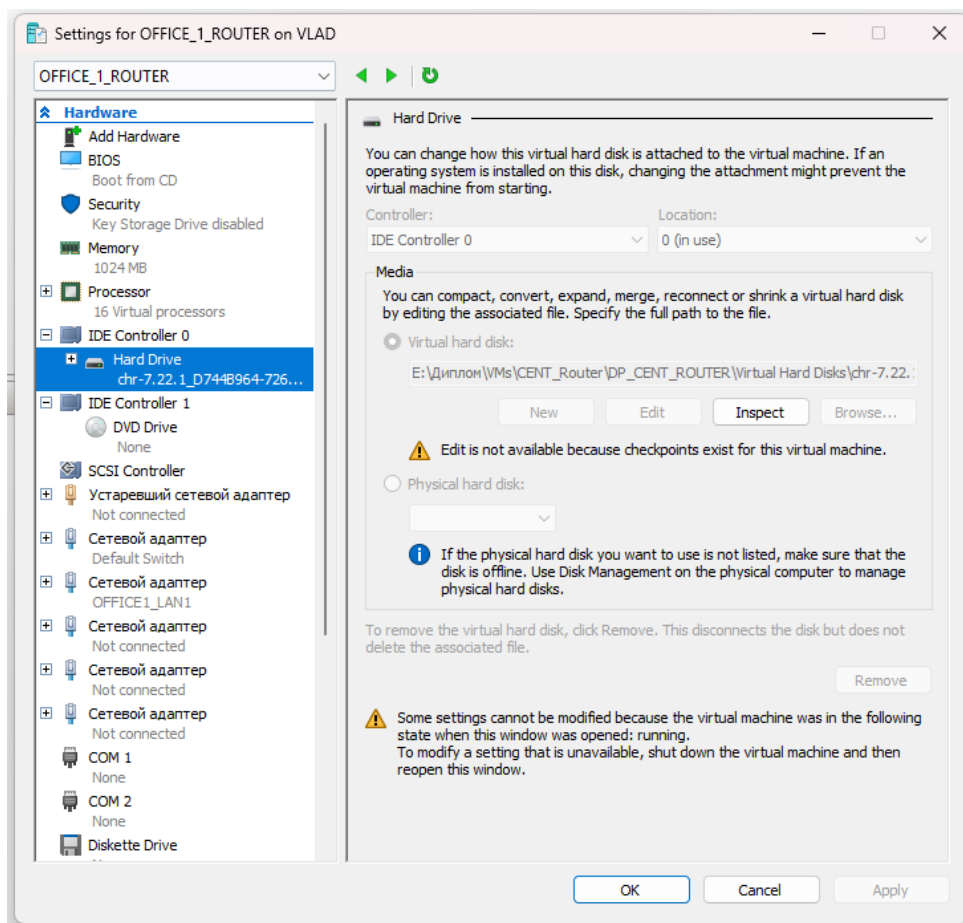 Settings for OFFICE_1_ROUTER on VLAD
OFFICE_1_ROUTER
Hardware
Add Hardware
BIOS
Boot from CD
Security
Key Storage Drive disabled
Memory
1024 MB
Processor
16 Virtual processors
IDE Controller 0
Hard Drive
chr-7.22.1_D744B964-726...
IDE Controller 1
DVD Drive
None
SCSI Controller
Устаревший сетевой адаптер
Not connected
Сетевой адаптер
Default Switch
Сетевой адаптер
OFFICE1_LAN1
Сетевой адаптер
Not connected
Сетевой адаптер
Not connected
Сетевой адаптер
Not connected
COM 1
None
COM 2
None
Diskette Drive
Hard Drive
You can change how this virtual hard disk is attached to the virtual machine. If an
operating system is installed on this disk, changing the attachment might prevent the
virtual machine from starting.
Controller:
Location:
IDE Controller 0
0 (in use)
Media
You can compact, convert, expand, merge, reconnect or shrink a virtual hard disk
by editing the associated file. Specify the full path to the file.
Virtual hard disk:
E:\Диплом\VMs\CENT_Router\DP_CENT_ROUTER\Virtual Hard Disks\chr-7.22.
New
Edit
Inspect
Browse...
Edit is not available because checkpoints exist for this virtual machine.
Physical hard disk:
If the physical hard disk you want to use is not listed, make sure that the
disk is offline. Use Disk Management on the physical computer to manage
physical hard disks.
To remove the virtual hard disk, click Remove. This disconnects the disk but does not
delete the associated file.
Remove
Some settings cannot be modified because the virtual machine was in the following
state when this window was opened: running.
To modify a setting that is unavailable, shut down the virtual machine and then
reopen this window.
OK
Cancel
Apply